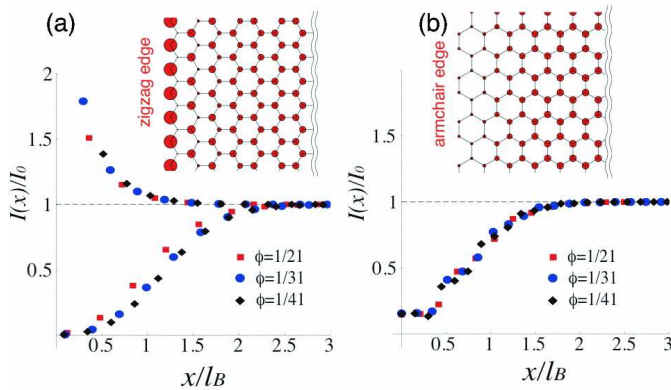 (a)
zigzag edge
I(x)/I0
2
1.5
1
0.5
ϕ=1/21
ϕ=1/31
ϕ=1/41
0.5 1 1.5 2 2.5 3
x/lB
(b)
armchair edge
I(x)/I0
1.5
1
0.5
ϕ=1/21
ϕ=1/31
ϕ=1/41
0.5 1 1.5 2 2.5 3
x/lB